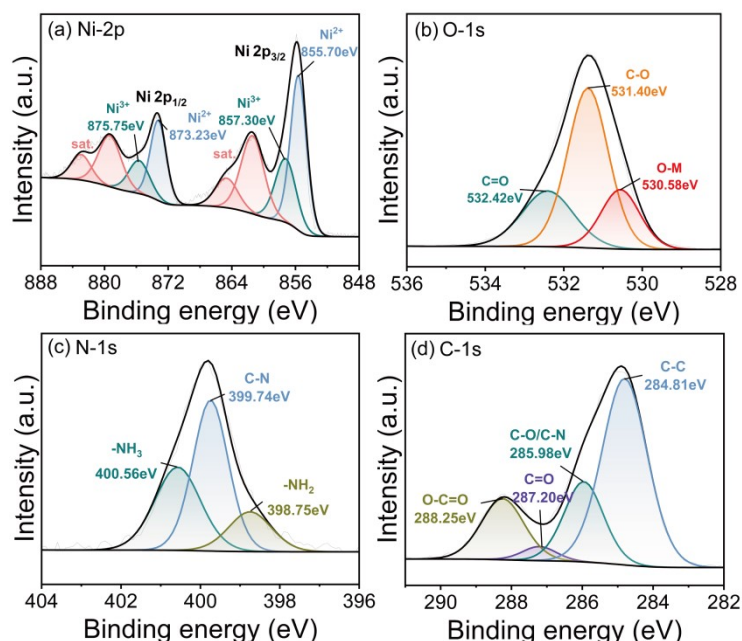 (a) Ni-2p
Ni 2p3/2
Ni²⁺
855.70eV
Ni³⁺
875.75eV
Ni 2p1/2
Ni²⁺
873.23eV
Ni³⁺
857.30eV
sat.
sat.
Intensity (a.u.)
888 880 872 864 856 848
Binding energy (eV)
(b) O-1s
C-O
531.40eV
C=O
532.42eV
O-M
530.58eV
Intensity (a.u.)
536 534 532 530 528
Binding energy (eV)
(c) N-1s
C-N
399.74eV
-NH₃
400.56eV
-NH₂
398.75eV
Intensity (a.u.)
404 402 400 398 396
Binding energy (eV)
(d) C-1s
C-C
284.81eV
C-O/C-N
285.98eV
C=O
287.20eV
O-C=O
288.25eV
Intensity (a.u.)
290 288 286 284 282
Binding energy (eV)